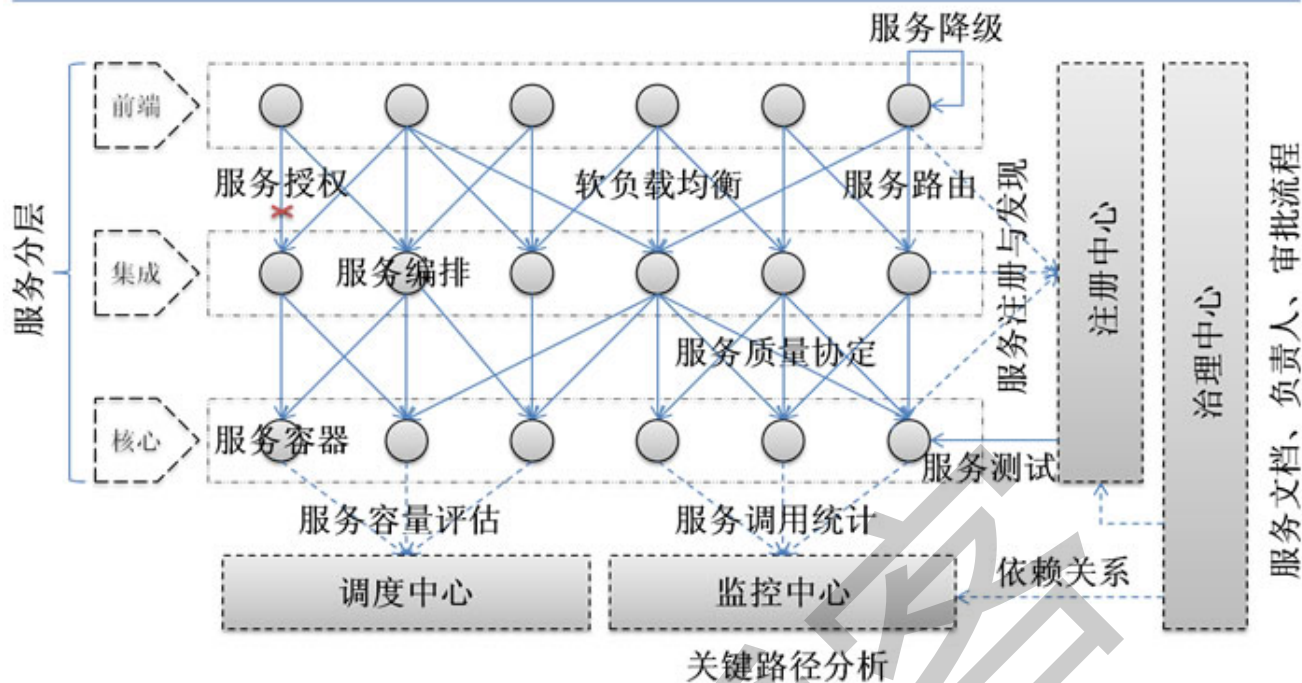 服务降级
前端
服务授权
软负载均衡
服务路由
服务分层
集成
服务编排
服务注册与发现
注册中心
治理中心
服务文档、负责人、审批流程
服务质量协定
核心
服务容器
服务测试
服务容量评估
服务调用统计
调度中心
监控中心
依赖关系
关键路径分析